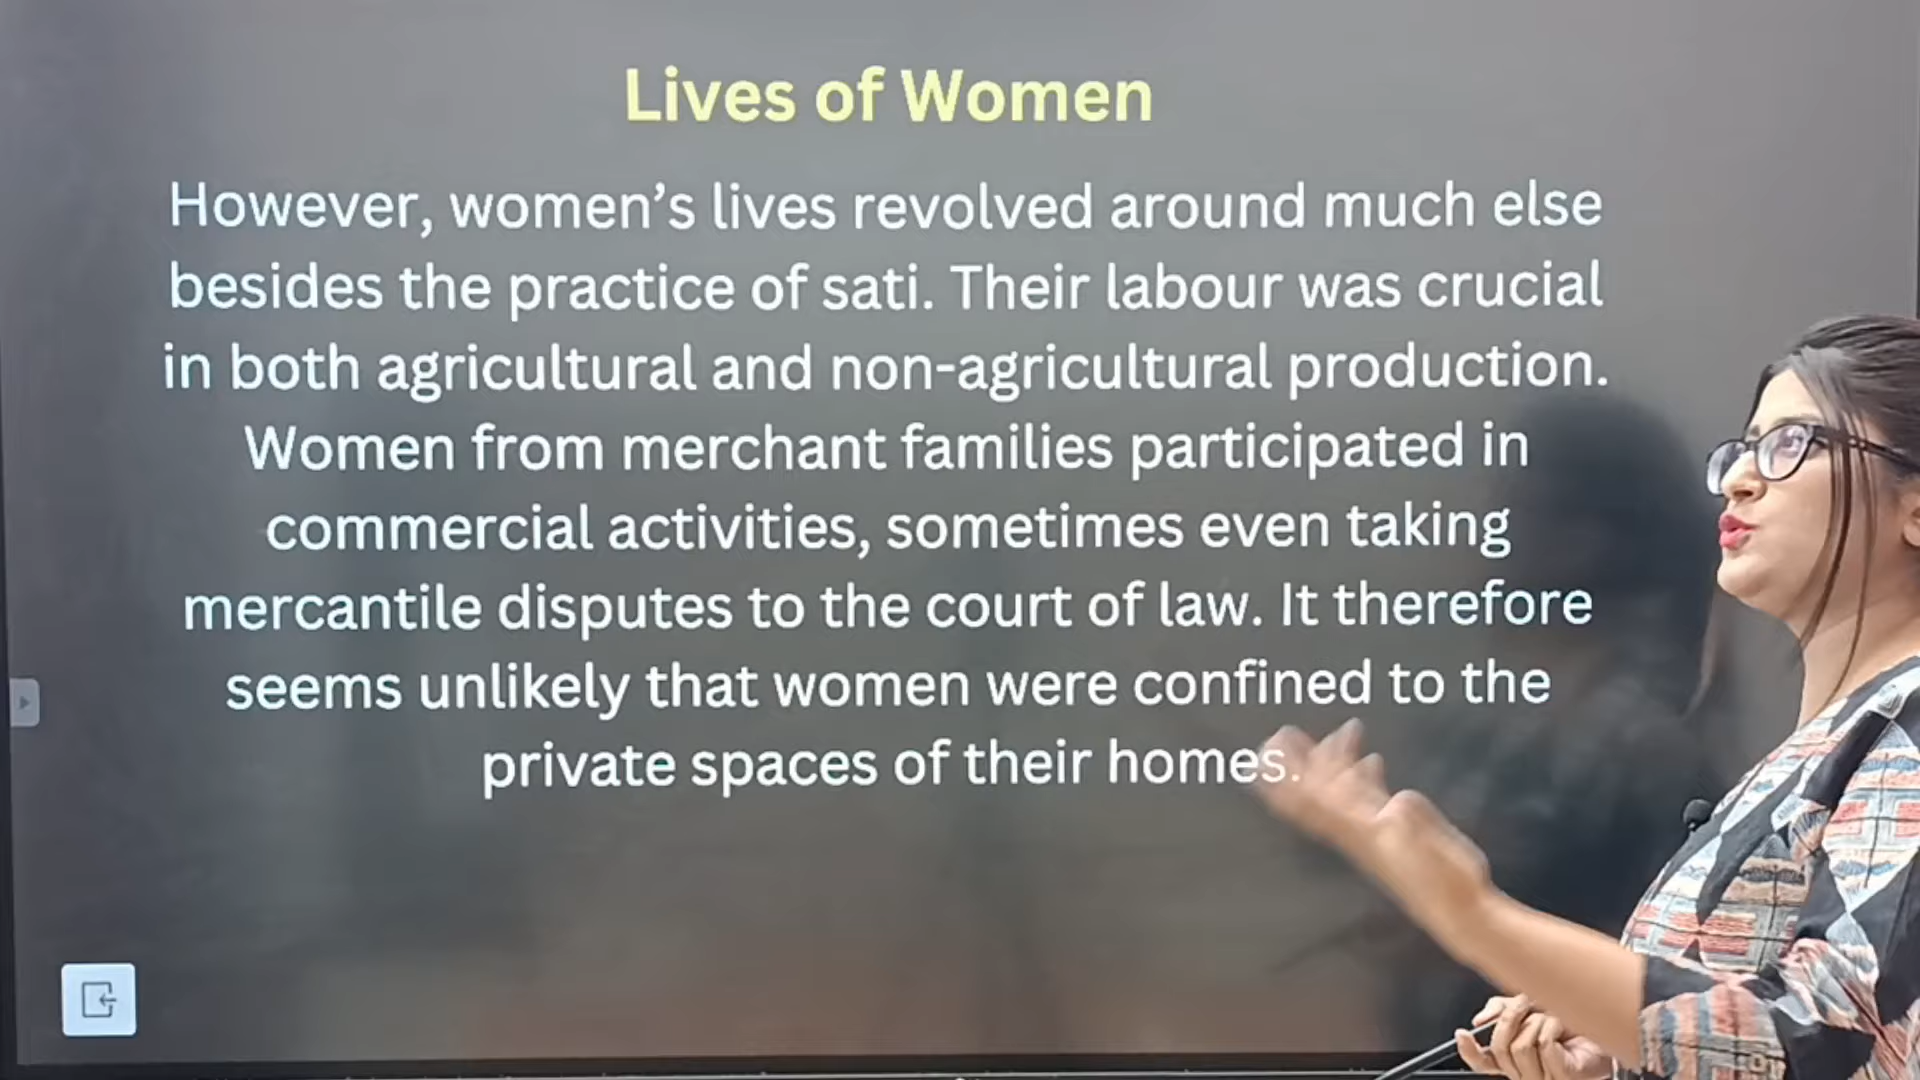 Lives of Women
However, women’s lives revolved around much else
besides the practice of sati. Their labour was crucial
in both agricultural and non-agricultural production.
Women from merchant families participated in
commercial activities, sometimes even taking
mercantile disputes to the court of law. It therefore
seems unlikely that women were confined to the
private spaces of their homes.